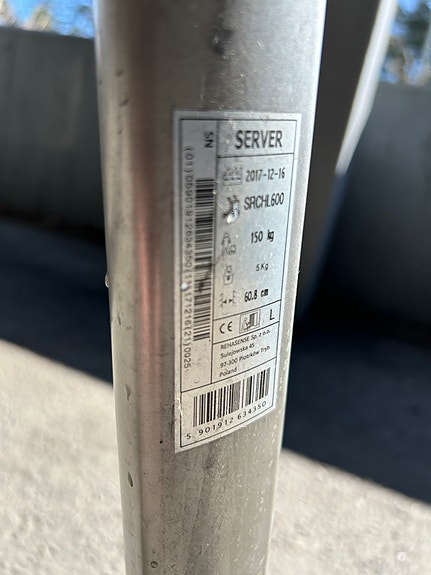 SERVER
2017-12-16
SRCHL600
150 kg
5 Kg
60.8 cm
CE
L
REHASENSE Sp. z o.o.
Sulejowska 45
97-300 Piotrków Tryb.
Poland
5 901912 634350
SN